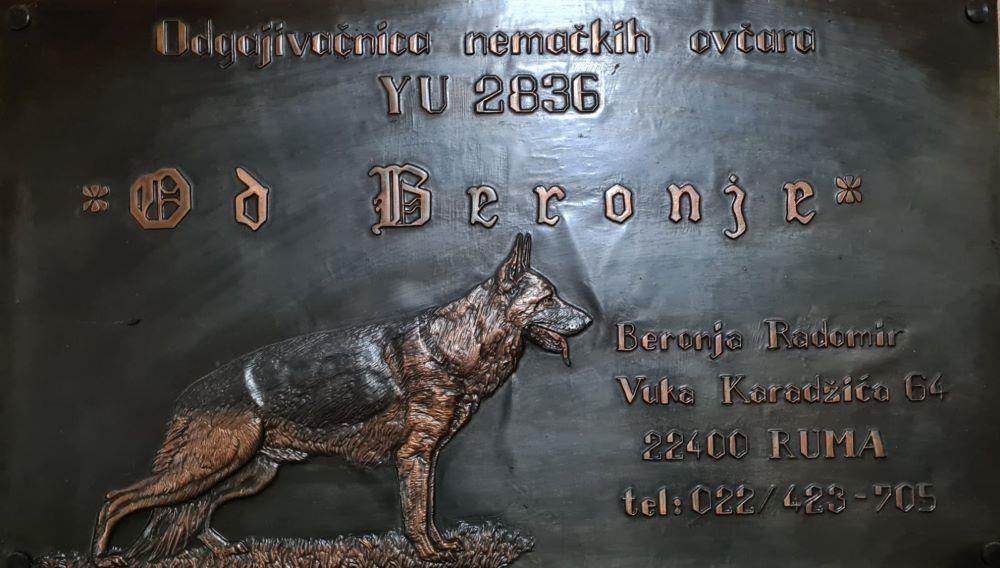 Odgajivačnica nemačkih ovčara
YU 2836
*Od Beronje*
Beronja Radomir
Vuka Karadžića 64
22400 RUMA
tel: 022/423-705